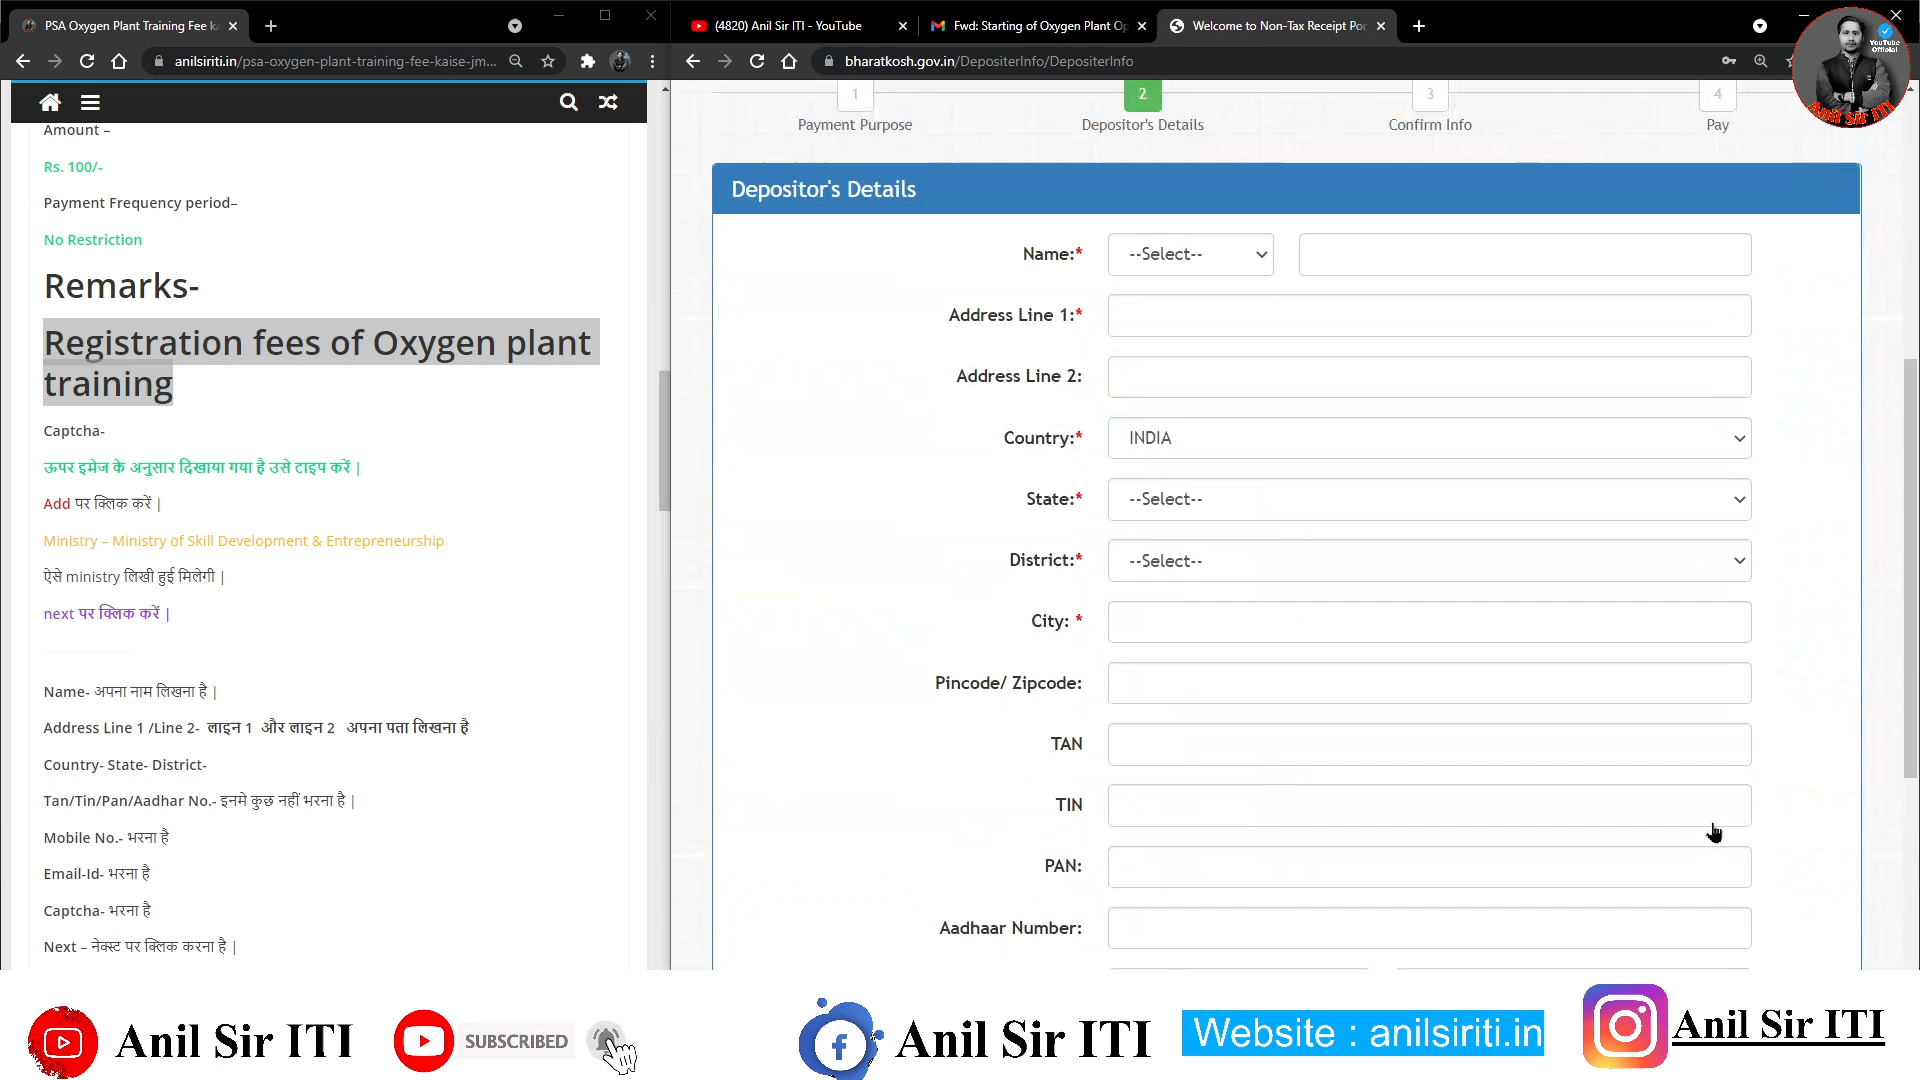 PSA Oxygen Plant Training Fee ka
anilsiriti.in/psa-oxygen-plant-training-fee-kaise-jm...
Amount –
Rs. 100/-
Payment Frequency period–
No Restriction
Remarks-
Registration fees of Oxygen plant
training
Captcha-
ऊपर इमेज के अनुसार दिखाया गया है उसे टाइप करें |
Add पर क्लिक करें |
Ministry – Ministry of Skill Development & Entrepreneurship
ऐसे ministry लिखी हुई मिलेगी |
next पर क्लिक करें |
Name- अपना नाम लिखना है |
Address Line 1 /Line 2- लाइन 1 और लाइन 2 अपना पता लिखना है
Country- State- District-
Tan/Tin/Pan/Aadhar No.- इनमे कुछ नहीं भरना है |
Mobile No.- भरना है
Email-Id- भरना है
Captcha- भरना है
Next – नेक्स्ट पर क्लिक करना है |
(4820) Anil Sir ITI - YouTube
Fwd: Starting of Oxygen Plant Op
Welcome to Non-Tax Receipt Por
bharatkosh.gov.in/DepositerInfo/DepositerInfo
1
2
3
4
Payment Purpose
Depositor's Details
Confirm Info
Pay
Depositor's Details
Name:* --Select--
Address Line 1:*
Address Line 2:
Country:* INDIA
State:* --Select--
District:* --Select--
City: *
Pincode/ Zipcode:
TAN
TIN
PAN:
Aadhaar Number:
YouTube
Official
Anil Sir ITI
Anil Sir ITI
SUBSCRIBED
Anil Sir ITI
Website : anilsiriti.in
Anil Sir ITI